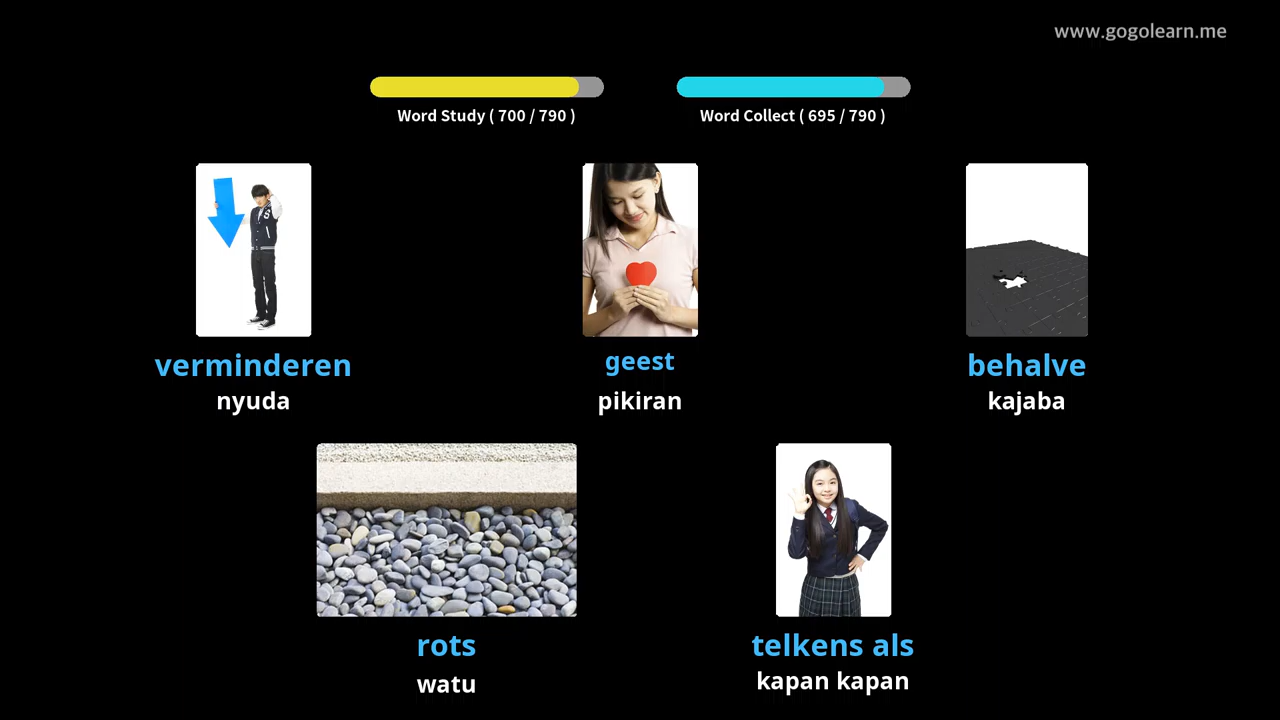 www.gogolearn.me
Word Study ( 700 / 790 )
Word Collect ( 695 / 790 )
verminderen
nyuda
geest
pikiran
behalve
kajaba
rots
watu
telkens als
kapan kapan